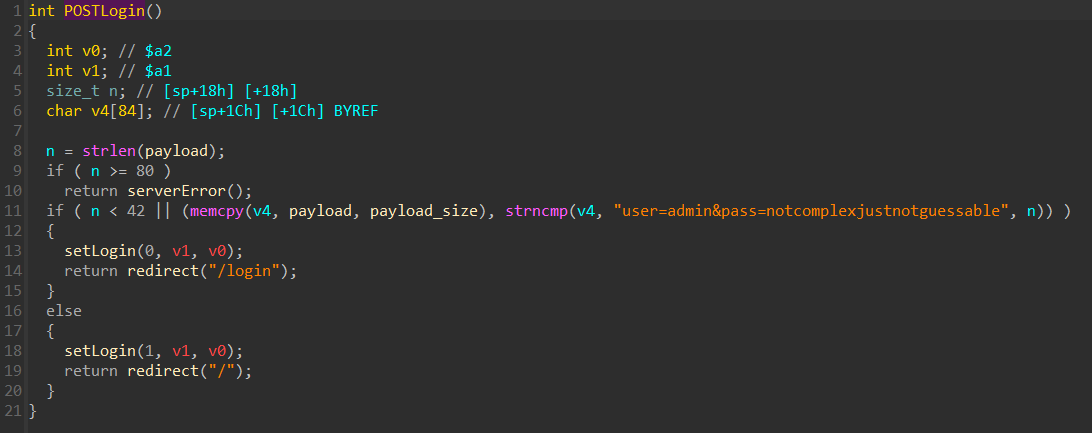 1 int POSTLogin()
2 {
3 int v0; // $a2
4 int v1; // $a1
5 size_t n; // [sp+18h] [+18h]
6 char v4[84]; // [sp+1Ch] [+1Ch] BYREF
7
8 n = strlen(payload);
9 if ( n >= 80 )
10 return serverError();
11 if ( n < 42 || (memcpy(v4, payload, payload_size), strncmp(v4, "user=admin&pass=notcomplexjustnotguessable", n)) )
12 {
13 setLogin(0, v1, v0);
14 return redirect("/login");
15 }
16 else
17 {
18 setLogin(1, v1, v0);
19 return redirect("/");
20 }
21 }